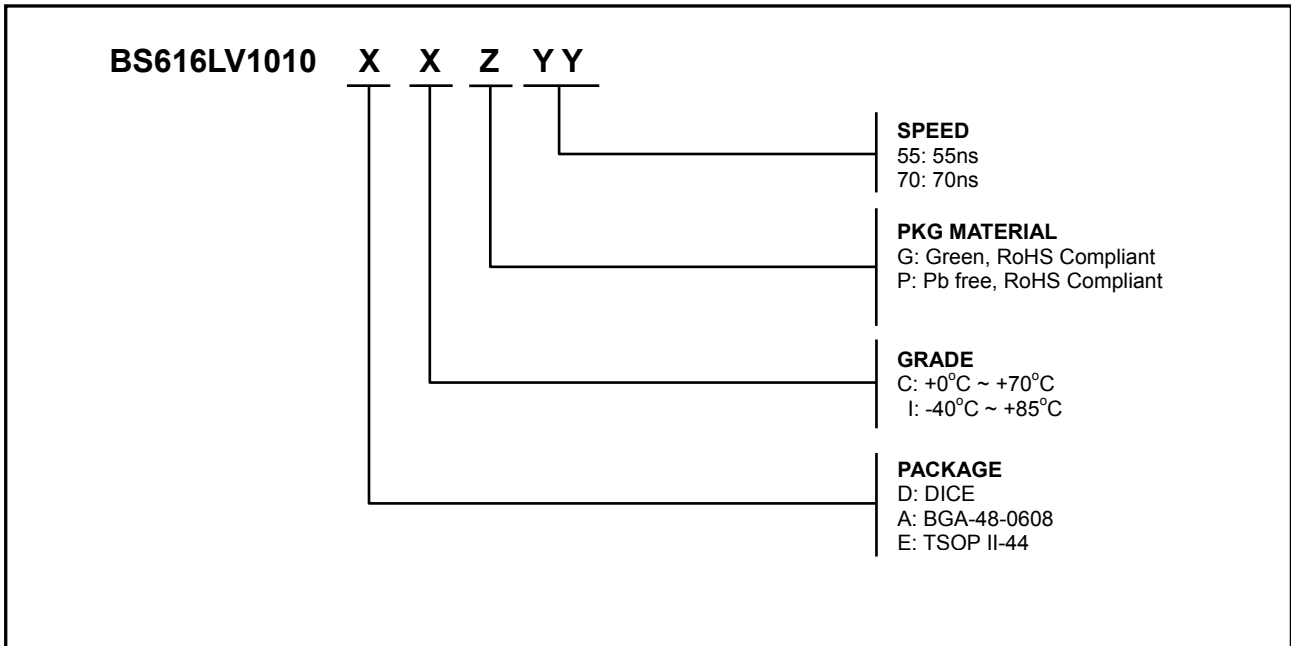 BS616LV1010 X X Z Y Y
SPEED
55: 55ns
70: 70ns
PKG MATERIAL
G: Green, RoHS Compliant
P: Pb free, RoHS Compliant
GRADE
C: +0°C ~ +70°C
I: -40°C ~ +85°C
PACKAGE
D: DICE
A: BGA-48-0608
E: TSOP II-44